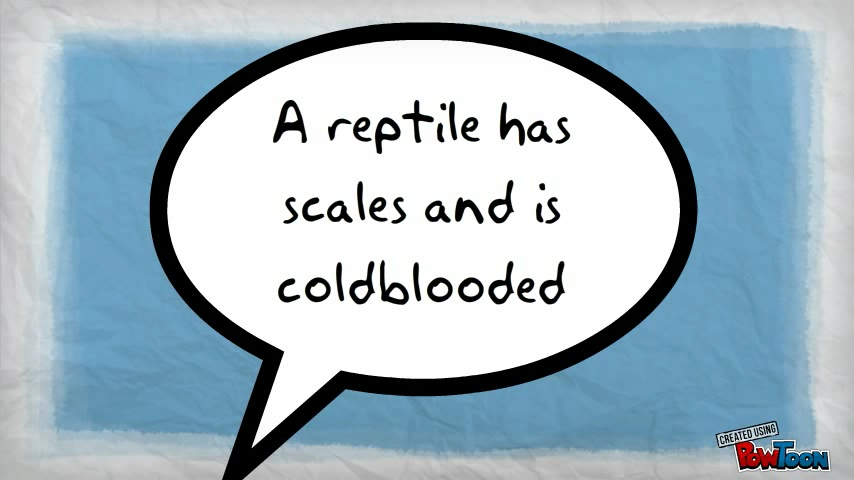 A reptile has
scales and is
coldblooded
CREATED USING
POWTOON